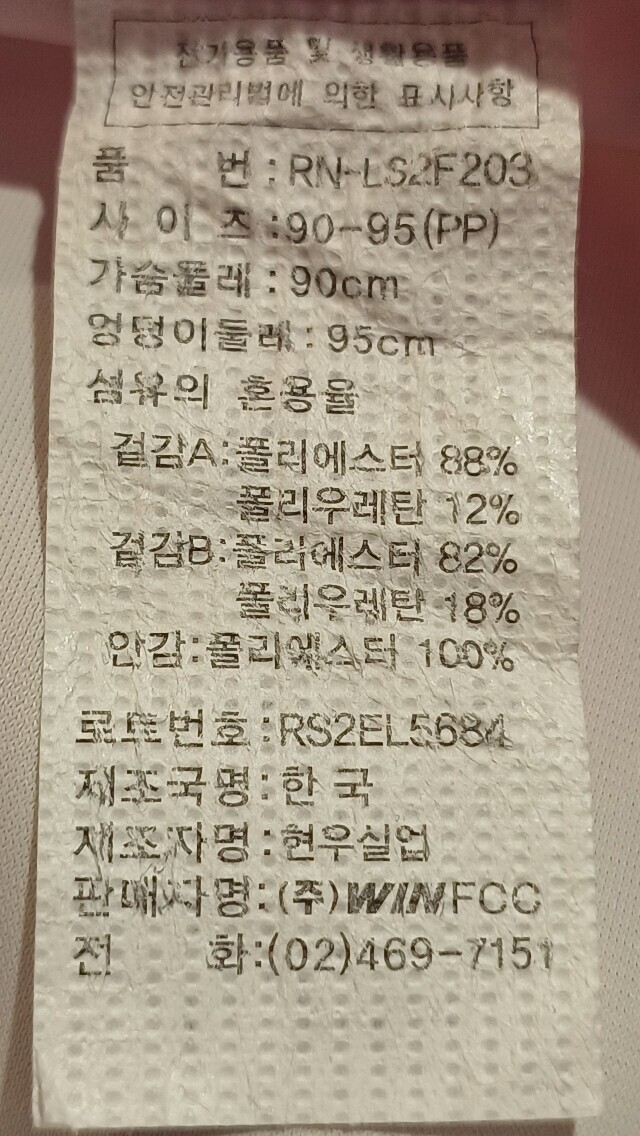 전기용품 및 생활용품
안전관리법에 의한 표시사항
품 번 : RN-LS2F203
사 이 즈 : 90-95(PP)
가슴둘레 : 90cm
엉덩이둘레 : 95cm
섬유의 혼용율
겉감A:폴리에스터 88%
폴리우레탄 12%
겉감B:폴리에스터 82%
폴리우레탄 18%
안감:폴리에스터 100%
로트번호 : RS2EL5684
제조국명 : 한 국
제조자명 : 현우실업
판매자명 : (주)WINFCC
전 화:(02)469-7151